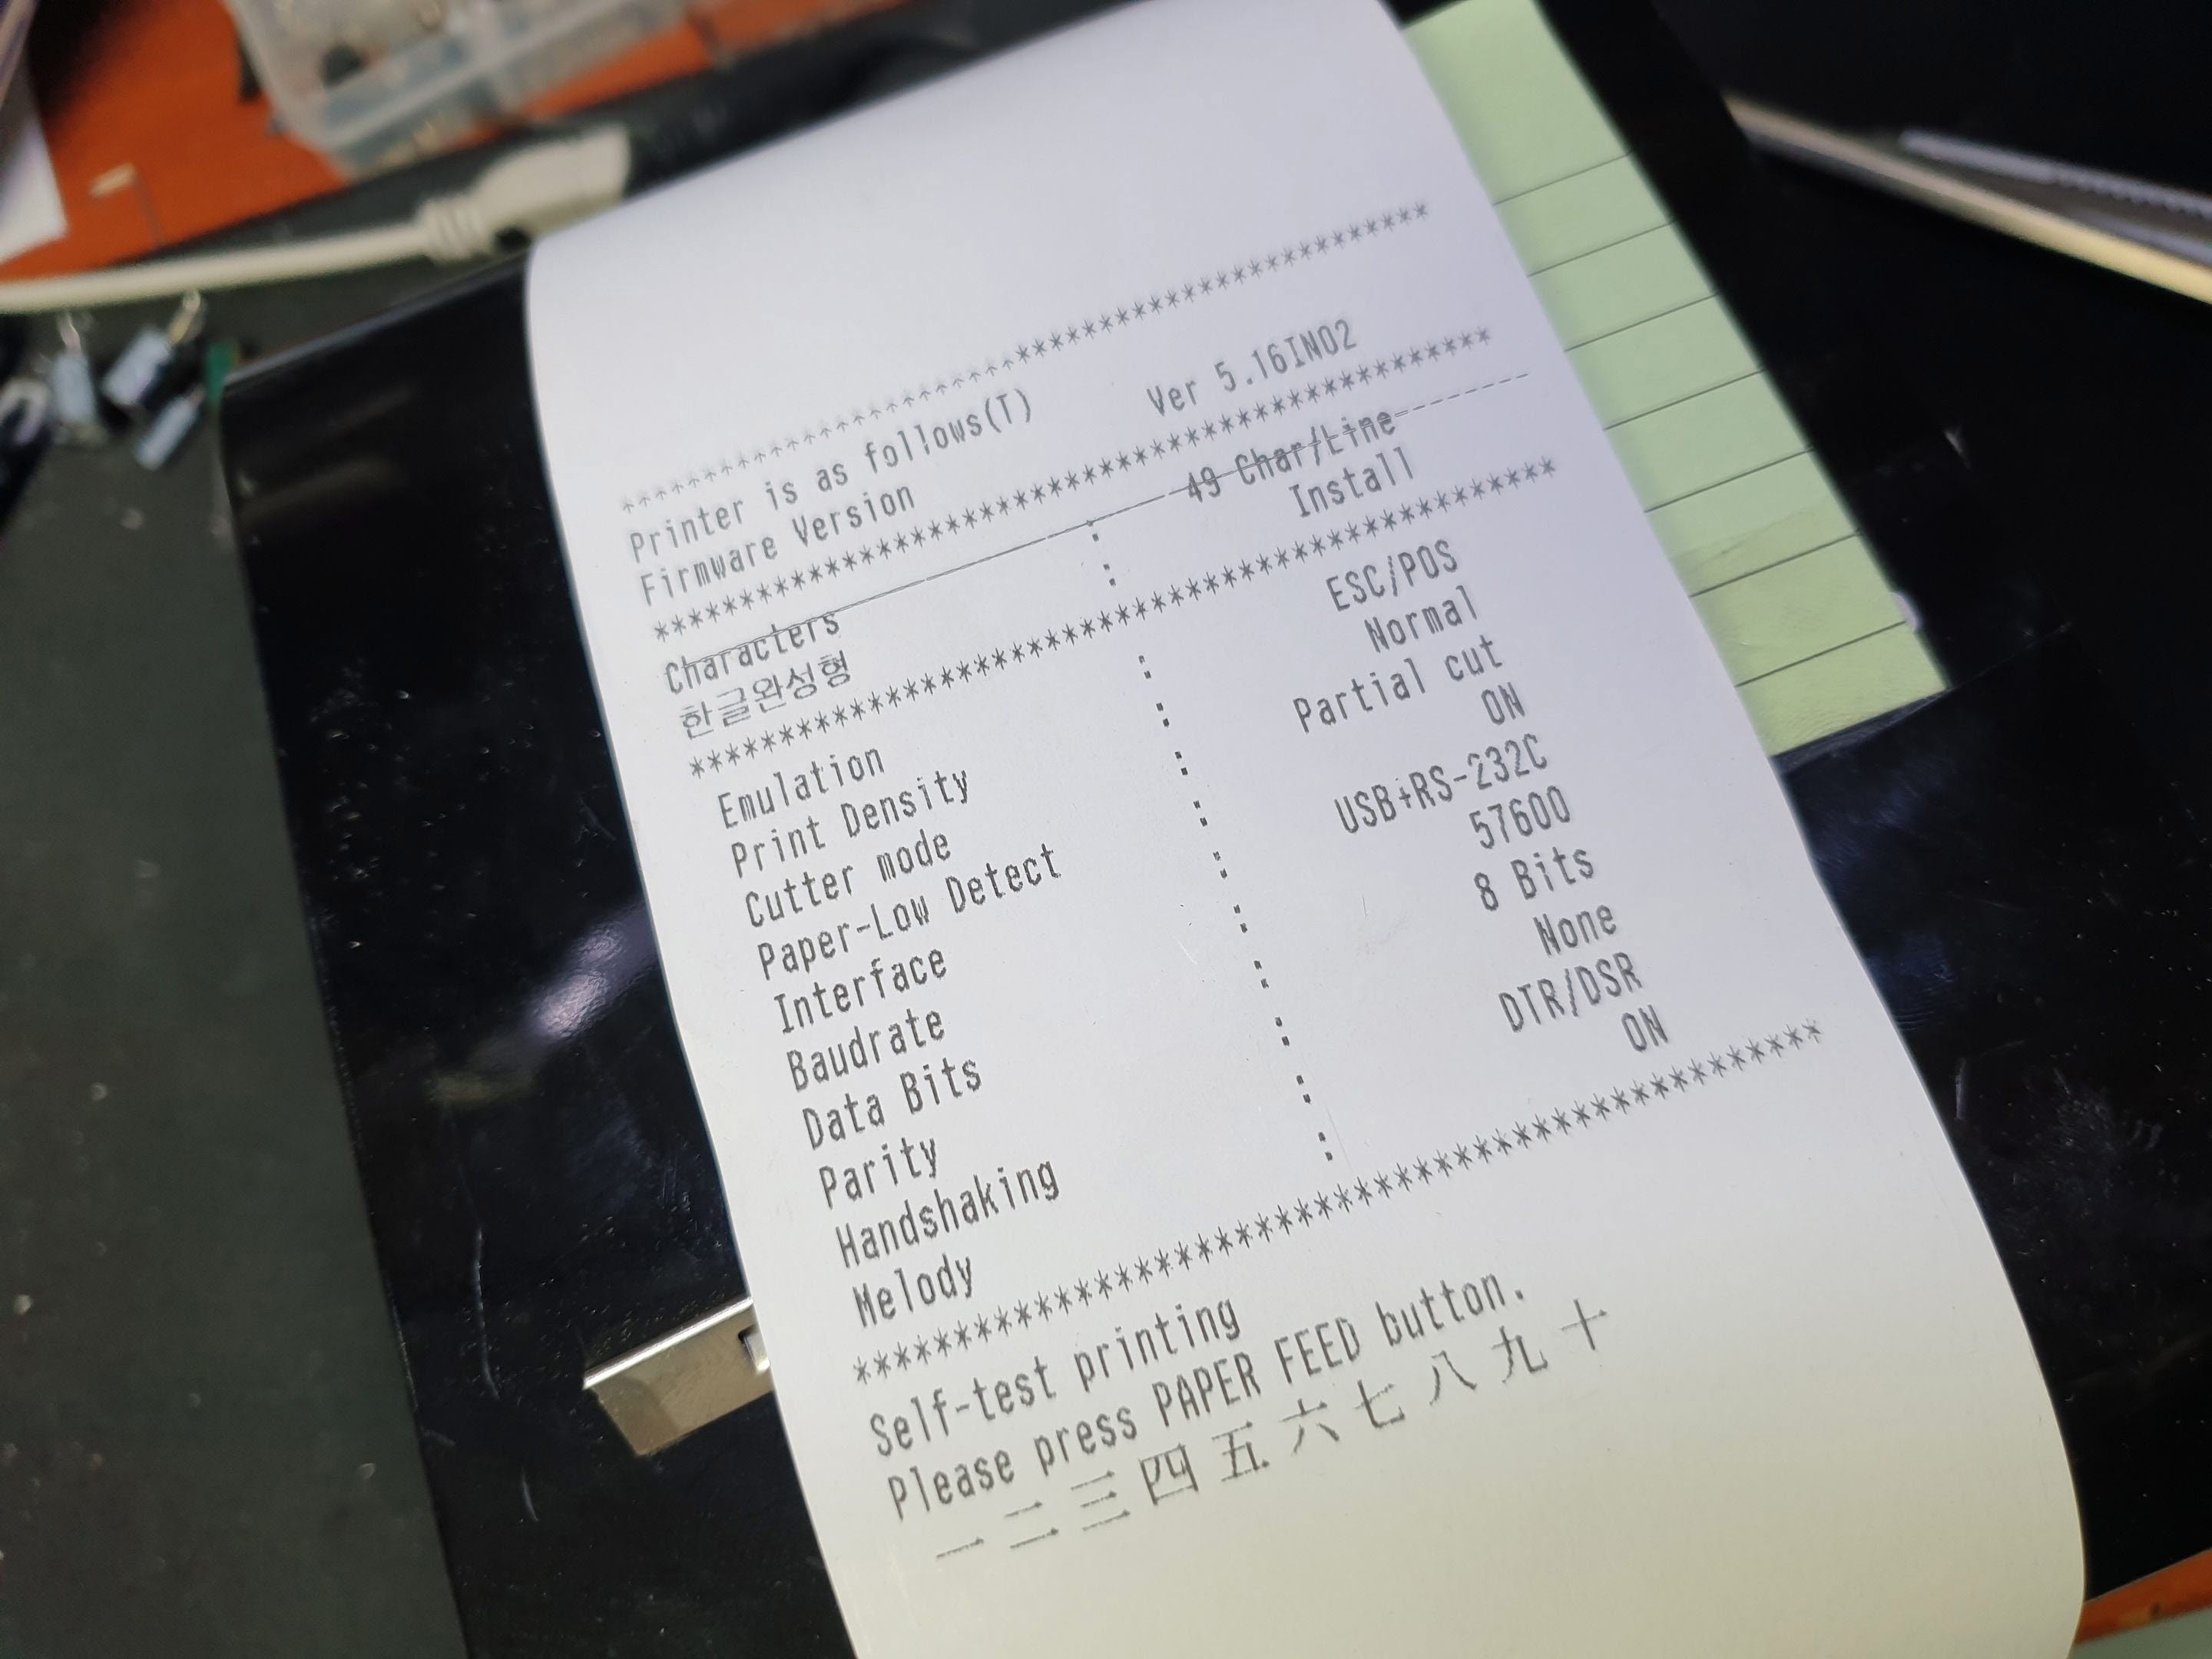 ************************************************
Printer is as follows(T)
Firmware Version Ver 5.16IN02
************************************************
Characters : 49 Char/Line
한글완성형 : Install
************************************************
Emulation : ESC/POS
Print Density : Normal
Cutter mode : Partial cut
Paper-Low Detect : ON
Interface : USB+RS-232C
Baudrate : 57600
Data Bits : 8 Bits
Parity : None
Handshaking : DTR/DSR
Melody : ON
************************************************
Self-test printing
Please press PAPER FEED button.
一 二 三 四 五 六 七 八 九 十